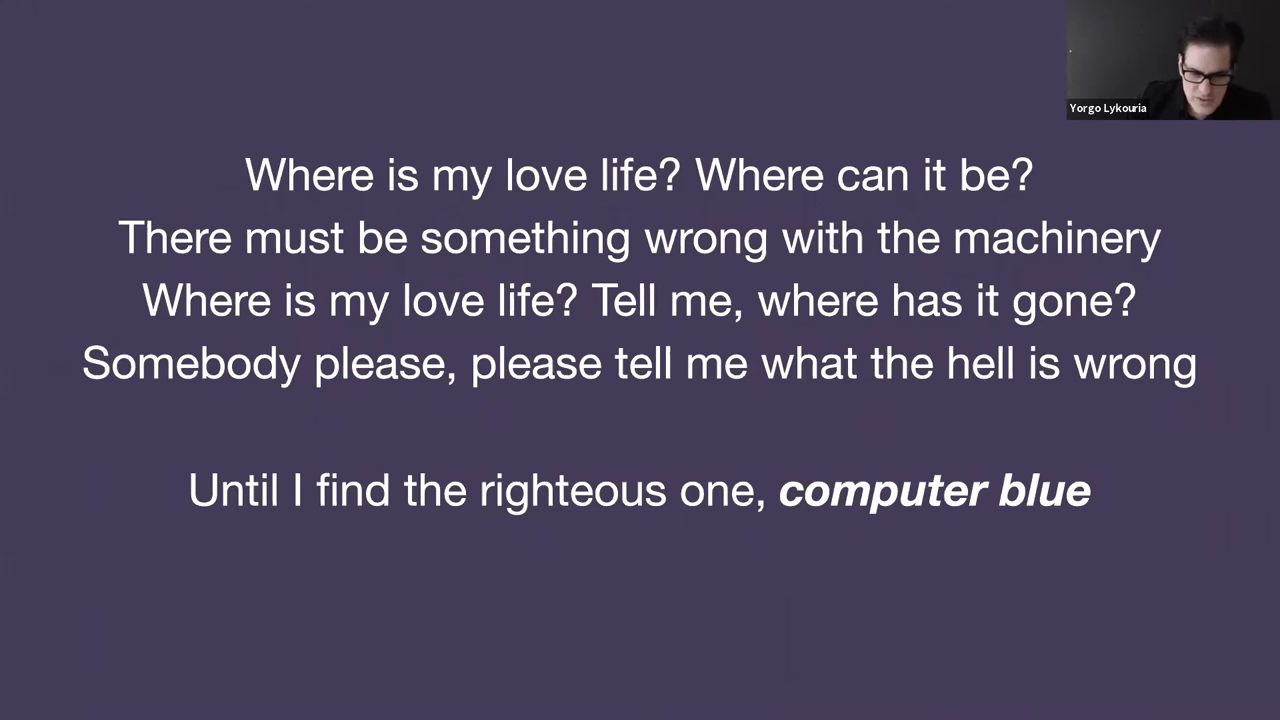 Yorgo Lykouria
Where is my love life? Where can it be?
There must be something wrong with the machinery
Where is my love life? Tell me, where has it gone?
Somebody please, please tell me what the hell is wrong
Until I find the righteous one, computer blue